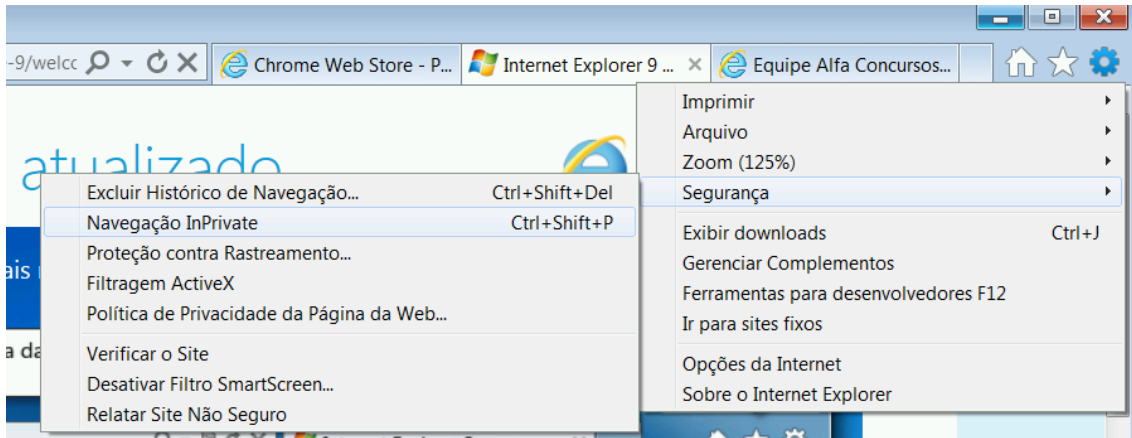 -9/welcc
Chrome Web Store - P...
Internet Explorer 9 ...
Equipe Alfa Concursos...
atualizado
Imprimir
Arquivo
Zoom (125%)
Segurança
Exibir downloads Ctrl+J
Gerenciar Complementos
Ferramentas para desenvolvedores F12
Ir para sites fixos
Opções da Internet
Sobre o Internet Explorer
Excluir Histórico de Navegação... Ctrl+Shift+Del
Navegação InPrivate Ctrl+Shift+P
Proteção contra Rastreamento...
Filtragem ActiveX
Política de Privacidade da Página da Web...
Verificar o Site
Desativar Filtro SmartScreen...
Relatar Site Não Seguro
ais
a da